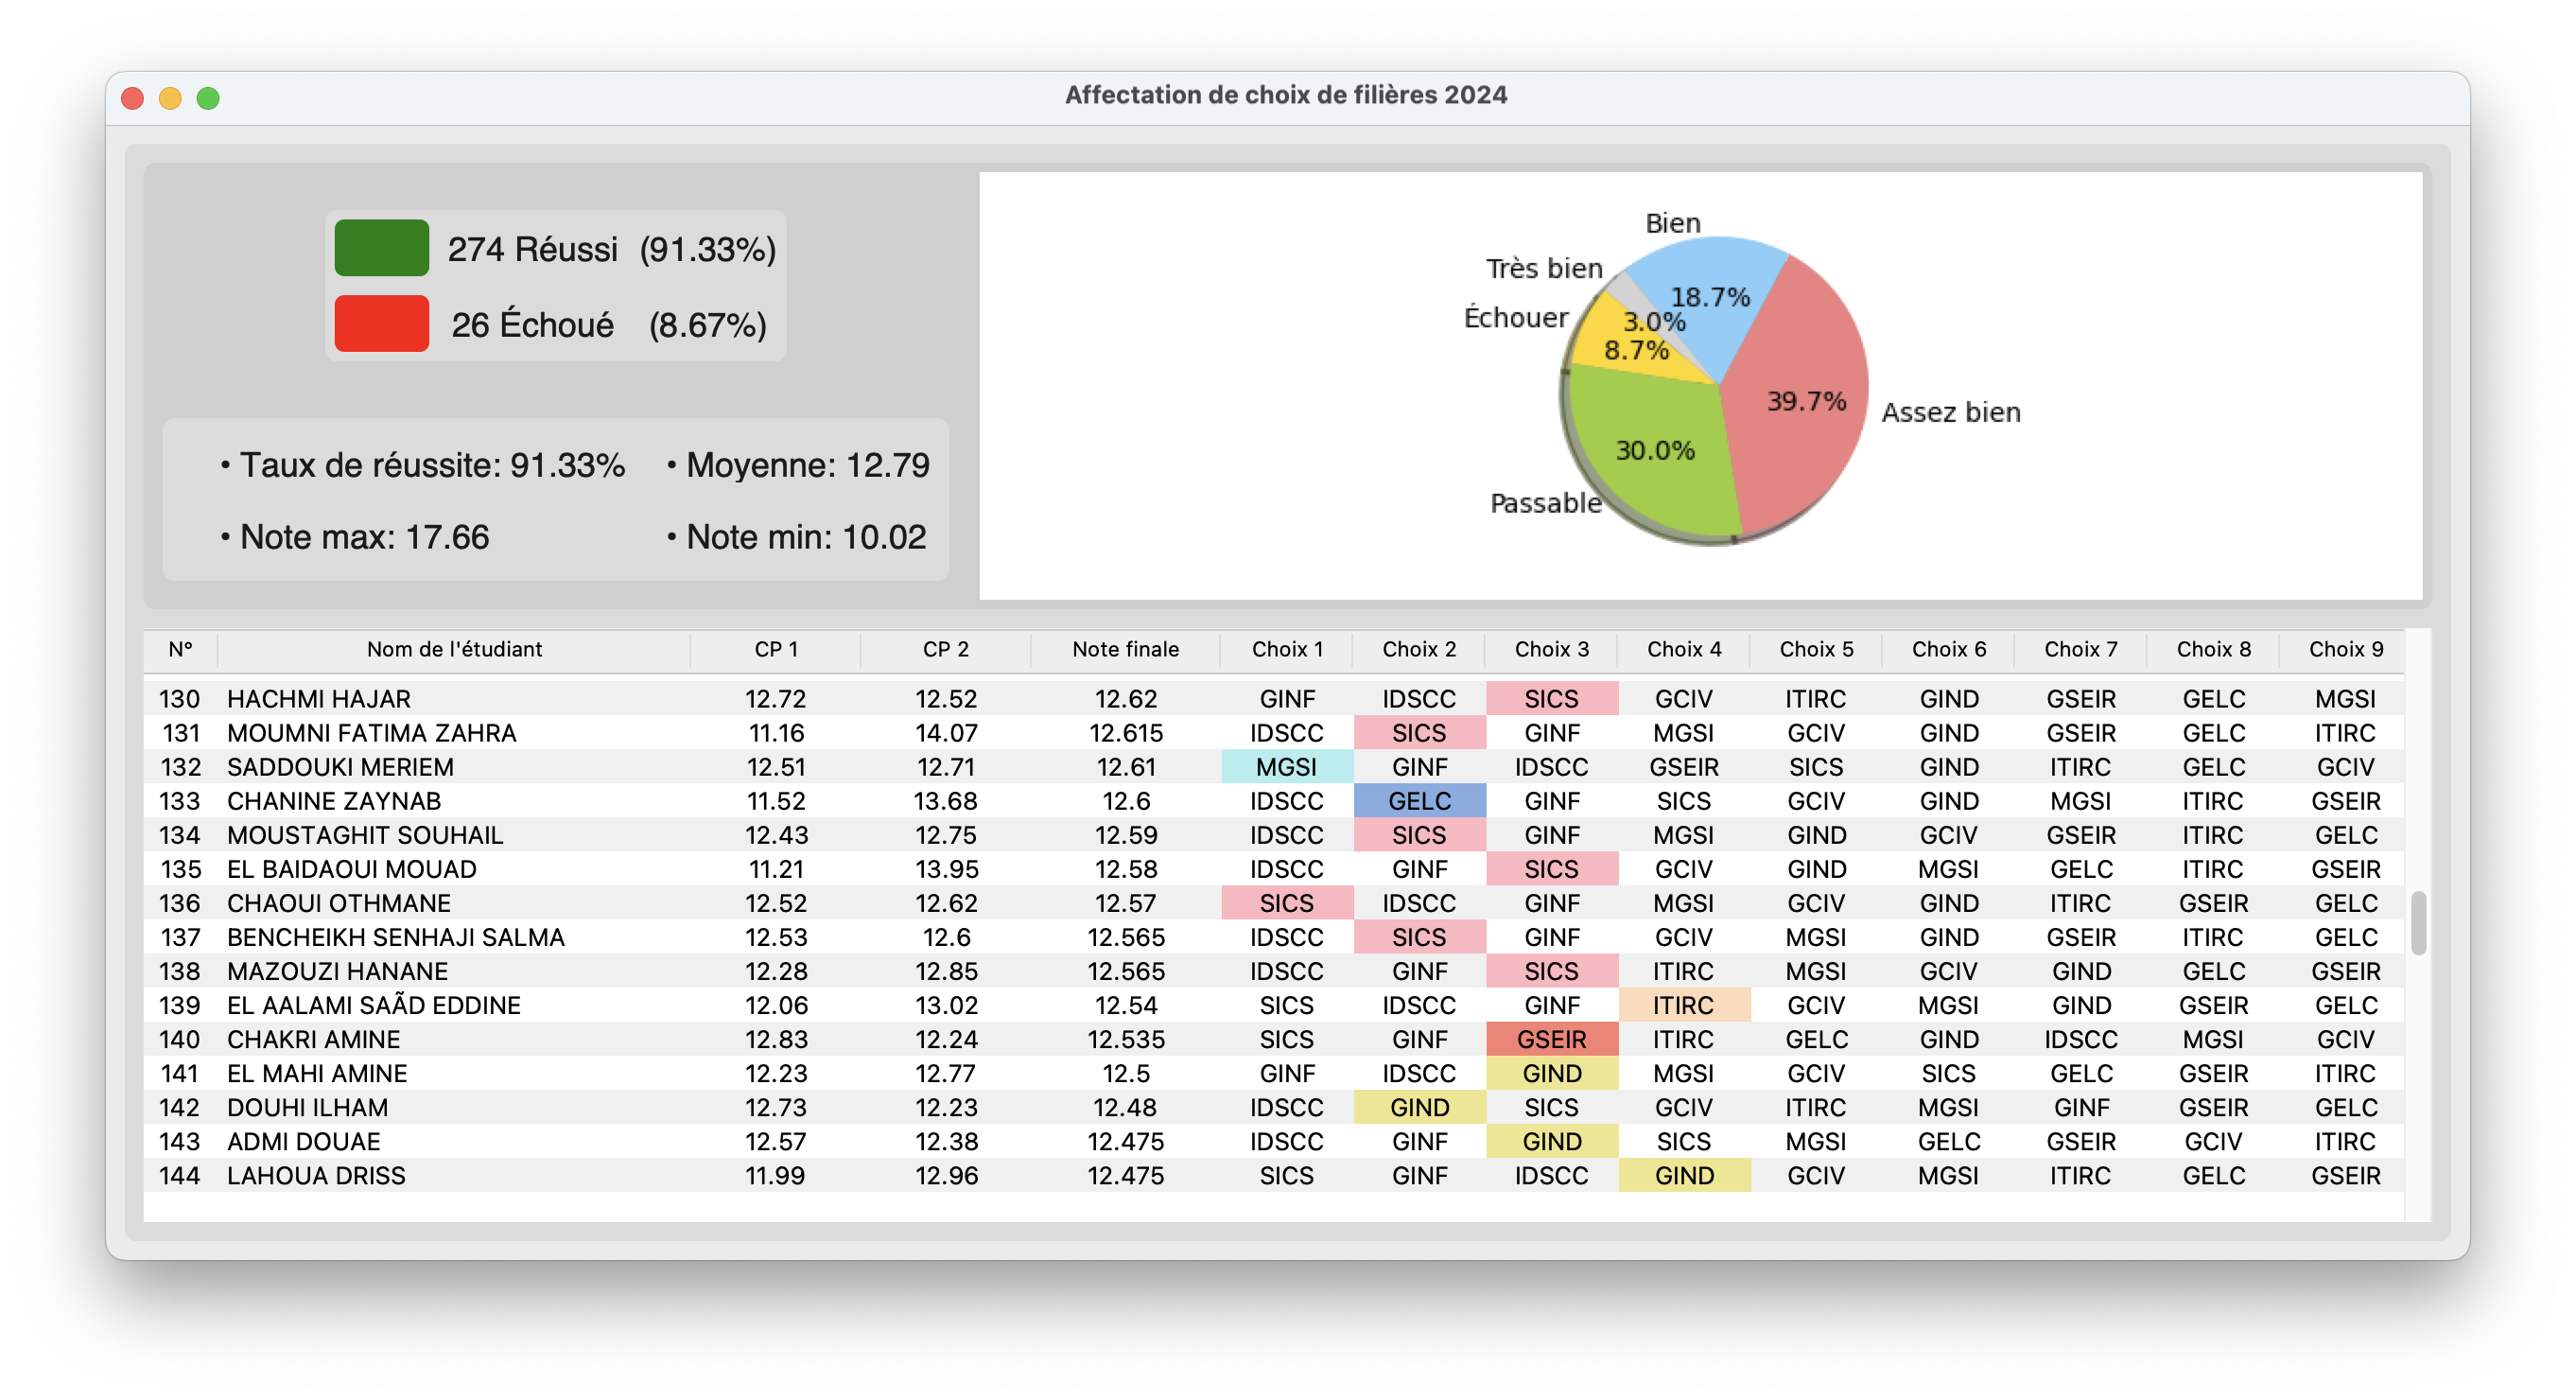 Affectation de choix de filières 2024
274 Réussi (91.33%)
26 Échoué (8.67%)
• Taux de réussite: 91.33% • Moyenne: 12.79
• Note max: 17.66 • Note min: 10.02
Bien
Très bien
Échouer
Passable
Assez bien
18.7%
3.0%
8.7%
39.7%
30.0%
N° Nom de l'étudiant CP 1 CP 2 Note finale Choix 1 Choix 2 Choix 3 Choix 4 Choix 5 Choix 6 Choix 7 Choix 8 Choix 9
130 HACHMI HAJAR 12.72 12.52 12.62 GINF IDSCC SICS GCIV ITIRC GIND GSEIR GELC MGSI
131 MOUMNI FATIMA ZAHRA 11.16 14.07 12.615 IDSCC SICS GINF MGSI GCIV GIND GSEIR GELC ITIRC
132 SADDOUKI MERIEM 12.51 12.71 12.61 MGSI GINF IDSCC GSEIR SICS GIND ITIRC GELC GCIV
133 CHANINE ZAYNAB 11.52 13.68 12.6 IDSCC GELC GINF SICS GCIV GIND MGSI ITIRC GSEIR
134 MOUSTAGHIT SOUHAIL 12.43 12.75 12.59 IDSCC SICS GINF MGSI GIND GCIV GSEIR ITIRC GELC
135 EL BAIDAOUI MOUAD 11.21 13.95 12.58 IDSCC GINF SICS GCIV GIND MGSI GELC ITIRC GSEIR
136 CHAOUI OTHMANE 12.52 12.62 12.57 SICS IDSCC GINF MGSI GCIV GIND ITIRC GSEIR GELC
137 BENCHEIKH SENHAJI SALMA 12.53 12.6 12.565 IDSCC SICS GINF GCIV MGSI GIND GSEIR ITIRC GELC
138 MAZOUZI HANANE 12.28 12.85 12.565 IDSCC GINF SICS ITIRC MGSI GCIV GIND GELC GSEIR
139 EL AALAMI SAÃD EDDINE 12.06 13.02 12.54 SICS IDSCC GINF ITIRC GCIV MGSI GIND GSEIR GELC
140 CHAKRI AMINE 12.83 12.24 12.535 SICS GINF GSEIR ITIRC GELC GIND IDSCC MGSI GCIV
141 EL MAHI AMINE 12.23 12.77 12.5 GINF IDSCC GIND MGSI GCIV SICS GELC GSEIR ITIRC
142 DOUHI ILHAM 12.73 12.23 12.48 IDSCC GIND SICS GCIV ITIRC MGSI GINF GSEIR GELC
143 ADMI DOUAE 12.57 12.38 12.475 IDSCC GINF GIND SICS MGSI GELC GSEIR GCIV ITIRC
144 LAHOUA DRISS 11.99 12.96 12.475 SICS GINF IDSCC GIND GCIV MGSI ITIRC GELC GSEIR